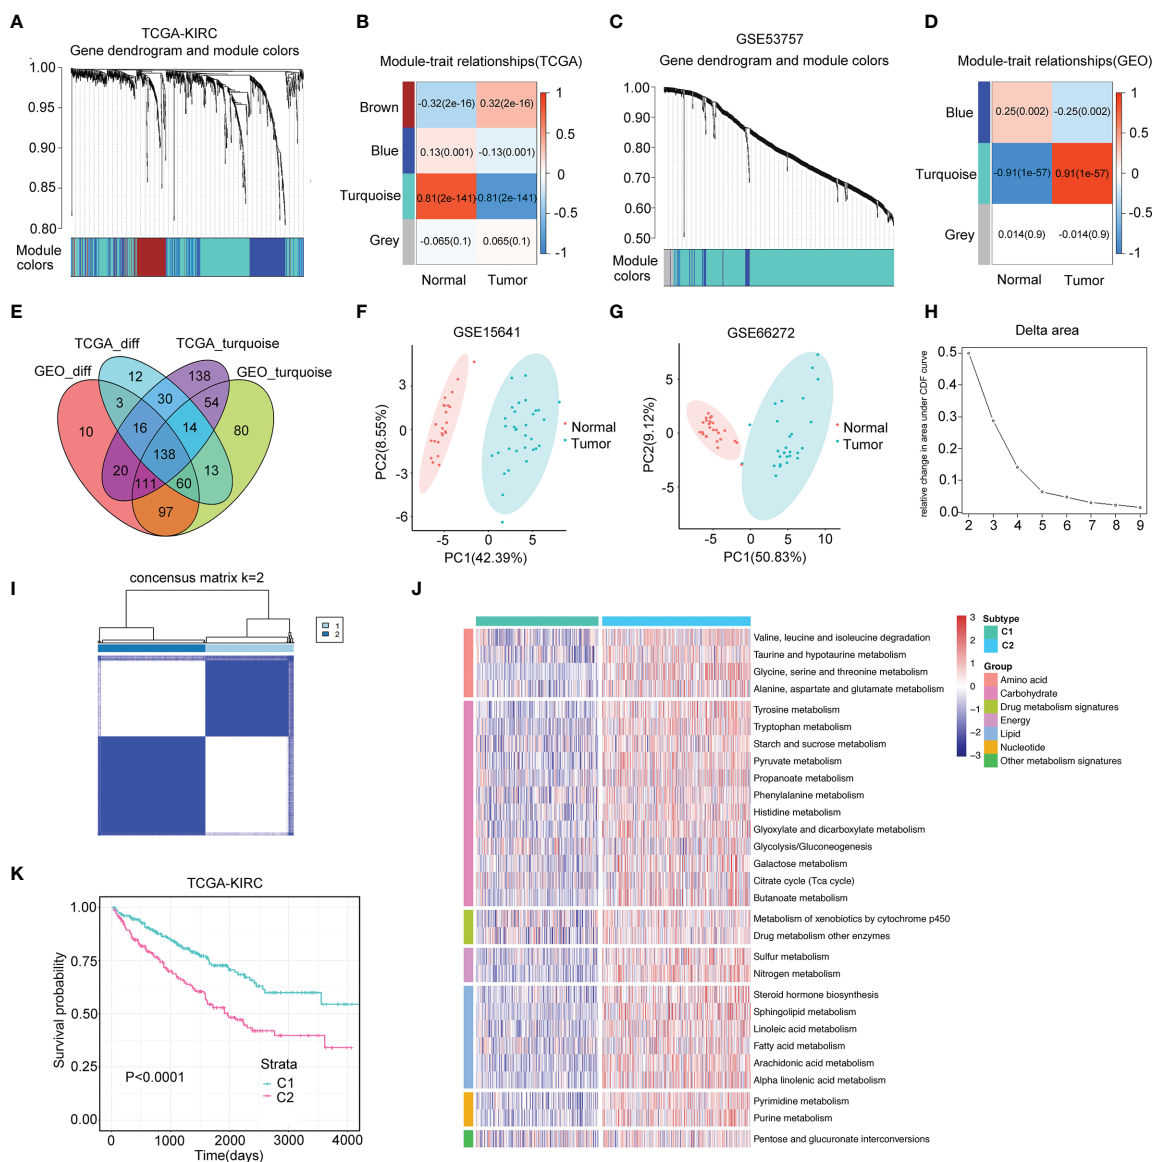 A
TCGA-KIRC
Gene dendrogram and module colors
1.00
0.95
0.90
0.85
0.80
Module
colors
B
Module-trait relationships(TCGA)
Brown
-0.32(2e-16)
0.32(2e-16)
Blue
0.13(0.001)
-0.13(0.001)
Turquoise
0.81(2e-141)
-0.81(2e-141)
Grey
-0.065(0.1)
0.065(0.1)
Normal
Tumor
1
0.5
0
-0.5
-1
C
GSE53757
Gene dendrogram and module colors
1.00
0.90
0.80
0.70
0.60
0.50
Module
colors
D
Module-trait relationships(GEO)
Blue
0.25(0.002)
-0.25(0.002)
Turquoise
-0.91(1e-57)
0.91(1e-57)
Grey
0.014(0.9)
-0.014(0.9)
Normal
Tumor
1
0.5
0
-0.5
-1
E
TCGA_diff
TCGA_turquoise
GEO_diff
GEO_turquoise
12
138
3
30
54
10
16
14
80
138
20
13
111
60
97
F
GSE15641
PC2(8.55%)
3
0
-3
-6
-5
0
5
PC1(42.39%)
Normal
Tumor
G
GSE66272
PC2(9.12%)
5
0
-5
-5
0
5
10
PC1(50.83%)
Normal
Tumor
H
Delta area
relative change in area under CDF curve
0.5
0.4
0.3
0.2
0.1
0.0
2 3 4 5 6 7 8 9
I
consensus matrix k=2
1
2
J
Valine, leucine and isoleucine degradation
Taurine and hypotaurine metabolism
Glycine, serine and threonine metabolism
Alanine, aspartate and glutamate metabolism
Tyrosine metabolism
Tryptophan metabolism
Starch and sucrose metabolism
Pyruvate metabolism
Propanoate metabolism
Phenylalanine metabolism
Histidine metabolism
Glyoxylate and dicarboxylate metabolism
Glycolysis/Gluconeogenesis
Galactose metabolism
Citrate cycle (Tca cycle)
Butanoate metabolism
Metabolism of xenobiotics by cytochrome p450
Drug metabolism other enzymes
Sulfur metabolism
Nitrogen metabolism
Steroid hormone biosynthesis
Sphingolipid metabolism
Linoleic acid metabolism
Fatty acid metabolism
Arachidonic acid metabolism
Alpha linolenic acid metabolism
Pyrimidine metabolism
Purine metabolism
Pentose and glucuronate interconversions
3
2
1
0
−1
−2
−3
Subtype
C1
C2
Group
Amino acid
Carbohydrate
Drug metabolism signatures
Energy
Lipid
Nucleotide
Other metabolism signatures
K
TCGA-KIRC
Survival probability
1.00
0.75
0.50
0.25
0.00
P<0.0001
Strata
C1
C2
0 1000 2000 3000 4000
Time(days)